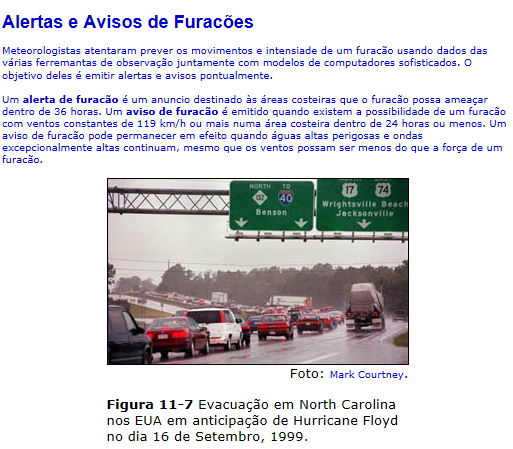 Alertas e Avisos de Furacões
Meteorologistas atentaram prever os movimentos e intensiade de um furacão usando dados das
várias ferremantas de observação juntamente com modelos de computadores sofisticados. O
objetivo deles é emitir alertas e avisos pontualmente.
Um alerta de furacão é um anuncio destinado às áreas costeiras que o furacão possa ameaçar
dentro de 36 horas. Um aviso de furacão é emitido quando existem a possibilidade de um furacão
com ventos constantes de 119 km/h ou mais numa área costeira dentro de 24 horas ou menos. Um
aviso de furacão pode permanecer em efeito quando águas altas perigosas e ondas
excepcionalmente altas continuam, mesmo que os ventos possam ser menos do que a força de um
furacão.
NORTH TO
40
Benson
17 74
Wrightsville Beach
Jacksonville
Foto: Mark Courtney.
Figura 11-7 Evacuação em North Carolina
nos EUA em anticipação de Hurricane Floyd
no dia 16 de Setembro, 1999.